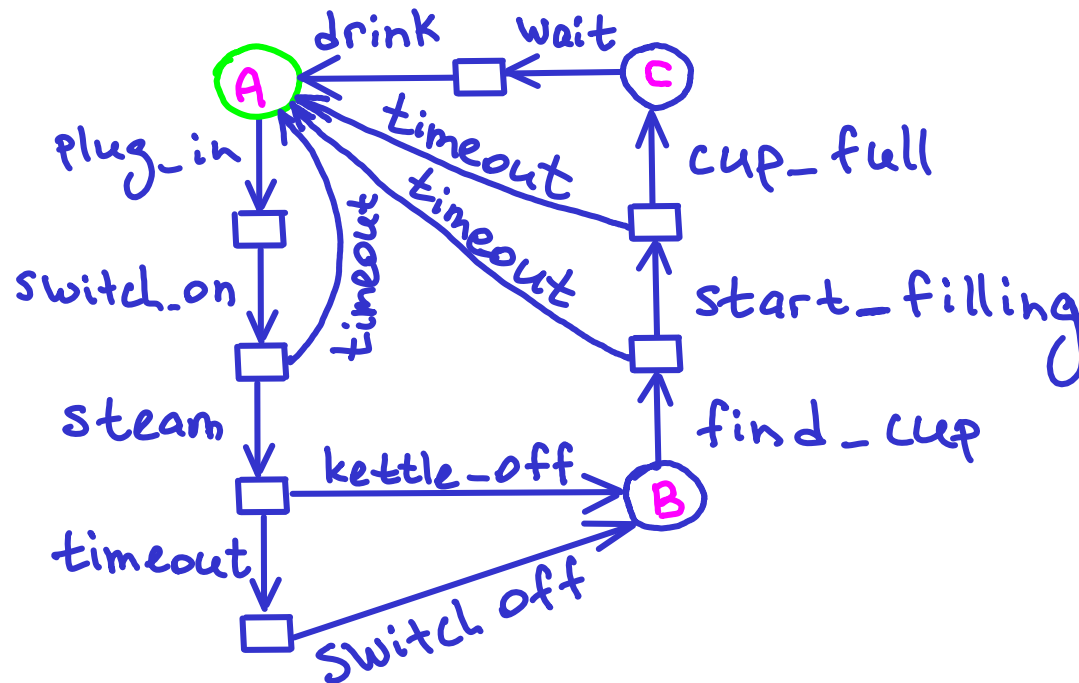 drink
wait
A
C
plug_in
timeout
cup_full
timeout
switch_on
timeout
start_filling
steam
find_cup
kettle_off
B
timeout
switch off